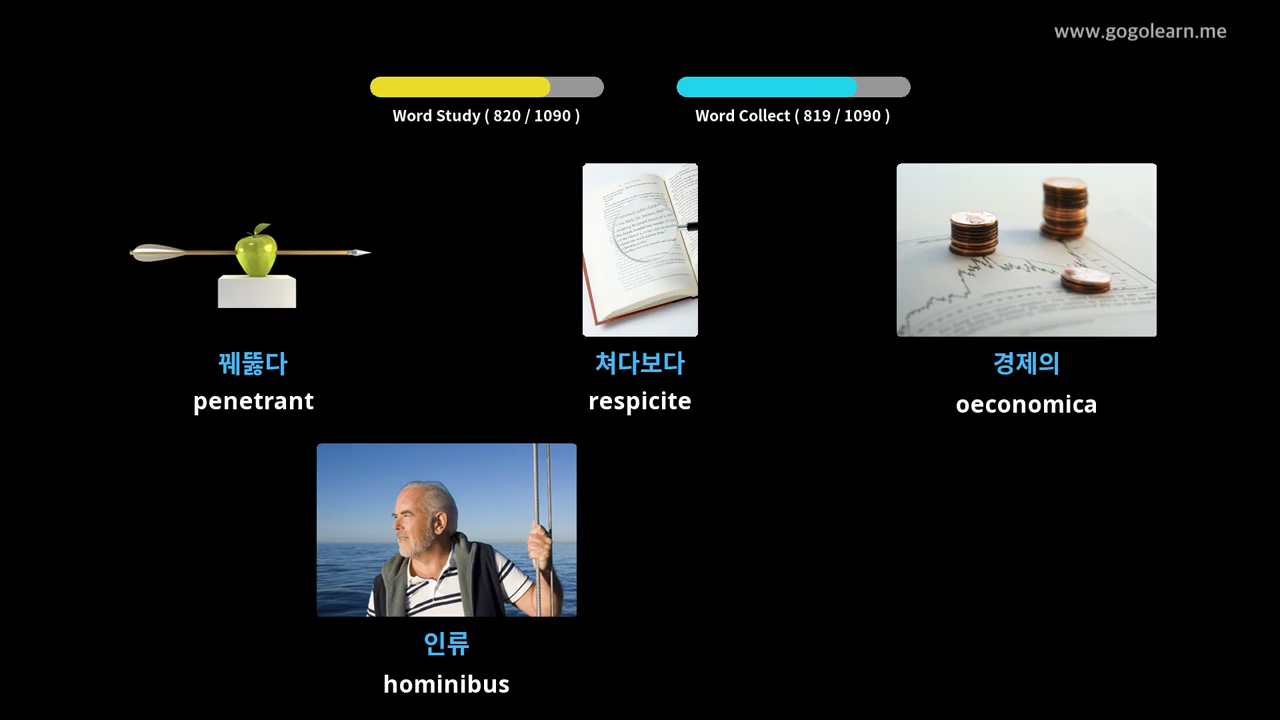 www.gogolearn.me
Word Study ( 820 / 1090 )
Word Collect ( 819 / 1090 )
꿰뚫다
penetrant
쳐다보다
respicite
경제의
oeconomica
인류
hominibus